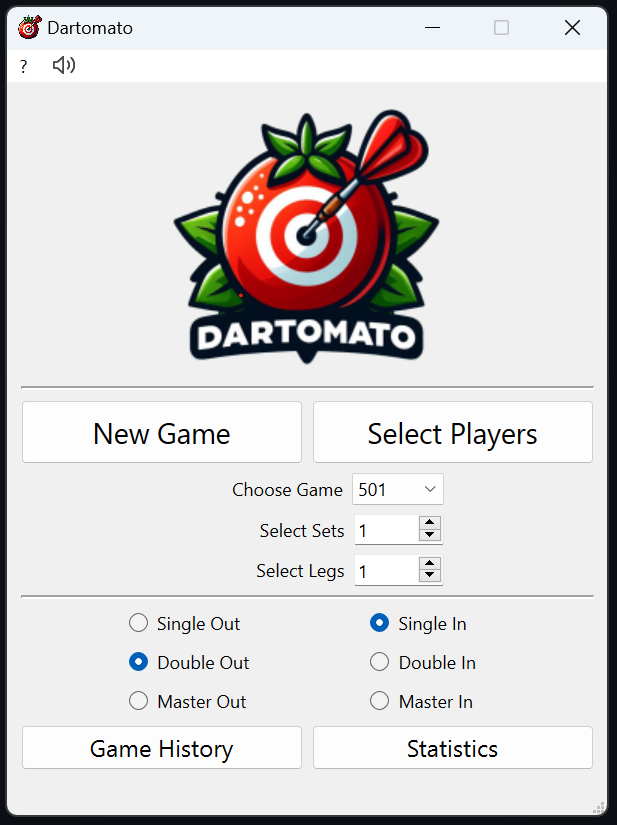 Dartomato
?
DARTOMATO
New Game Select Players
Choose Game 501
Select Sets 1
Select Legs 1
Single Out Single In
Double Out Double In
Master Out Master In
Game History Statistics